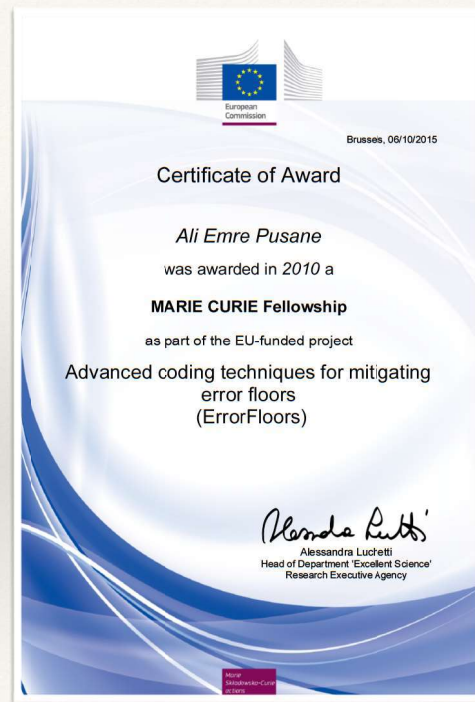 European
Commission
Brussels, 06/10/2015
Certificate of Award
Ali Emre Pusane
was awarded in 2010 a
MARIE CURIE Fellowship
as part of the EU-funded project
Advanced coding techniques for mitigating
error floors
(ErrorFloors)
Alessandra Luchetti
Head of Department 'Excellent Science'
Research Executive Agency
Marie
Skłodowska-Curie
actions